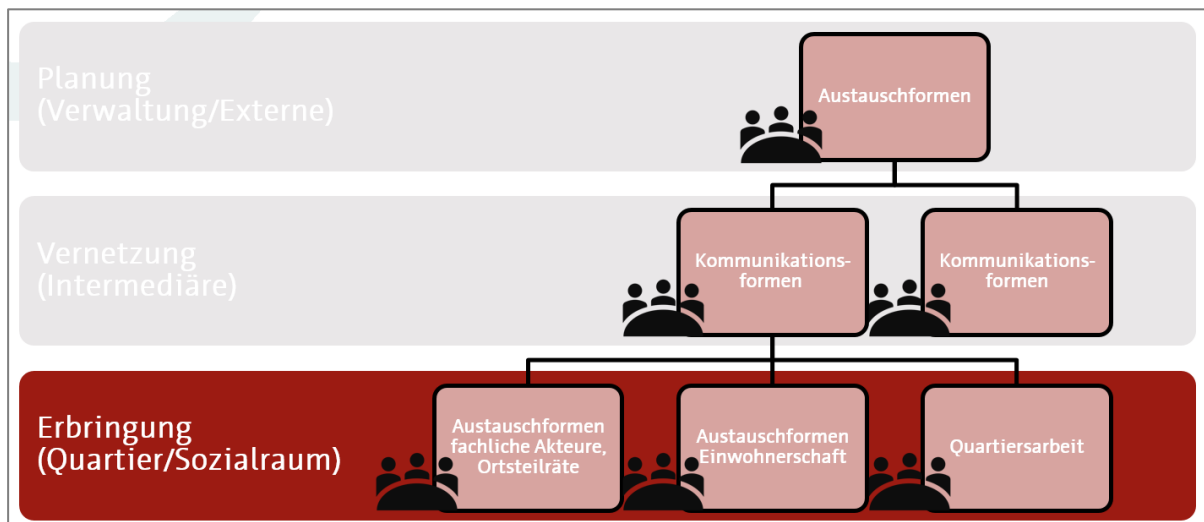 Planung
(Verwaltung/Externe)
Austauschformen
Vernetzung
(Intermediäre)
Kommunikations-
formen
Kommunikations-
formen
Erbringung
(Quartier/Sozialraum)
Austauschformen
fachliche Akteure,
Ortsteilräte
Austauschformen
Einwohnerschaft
Quartiersarbeit